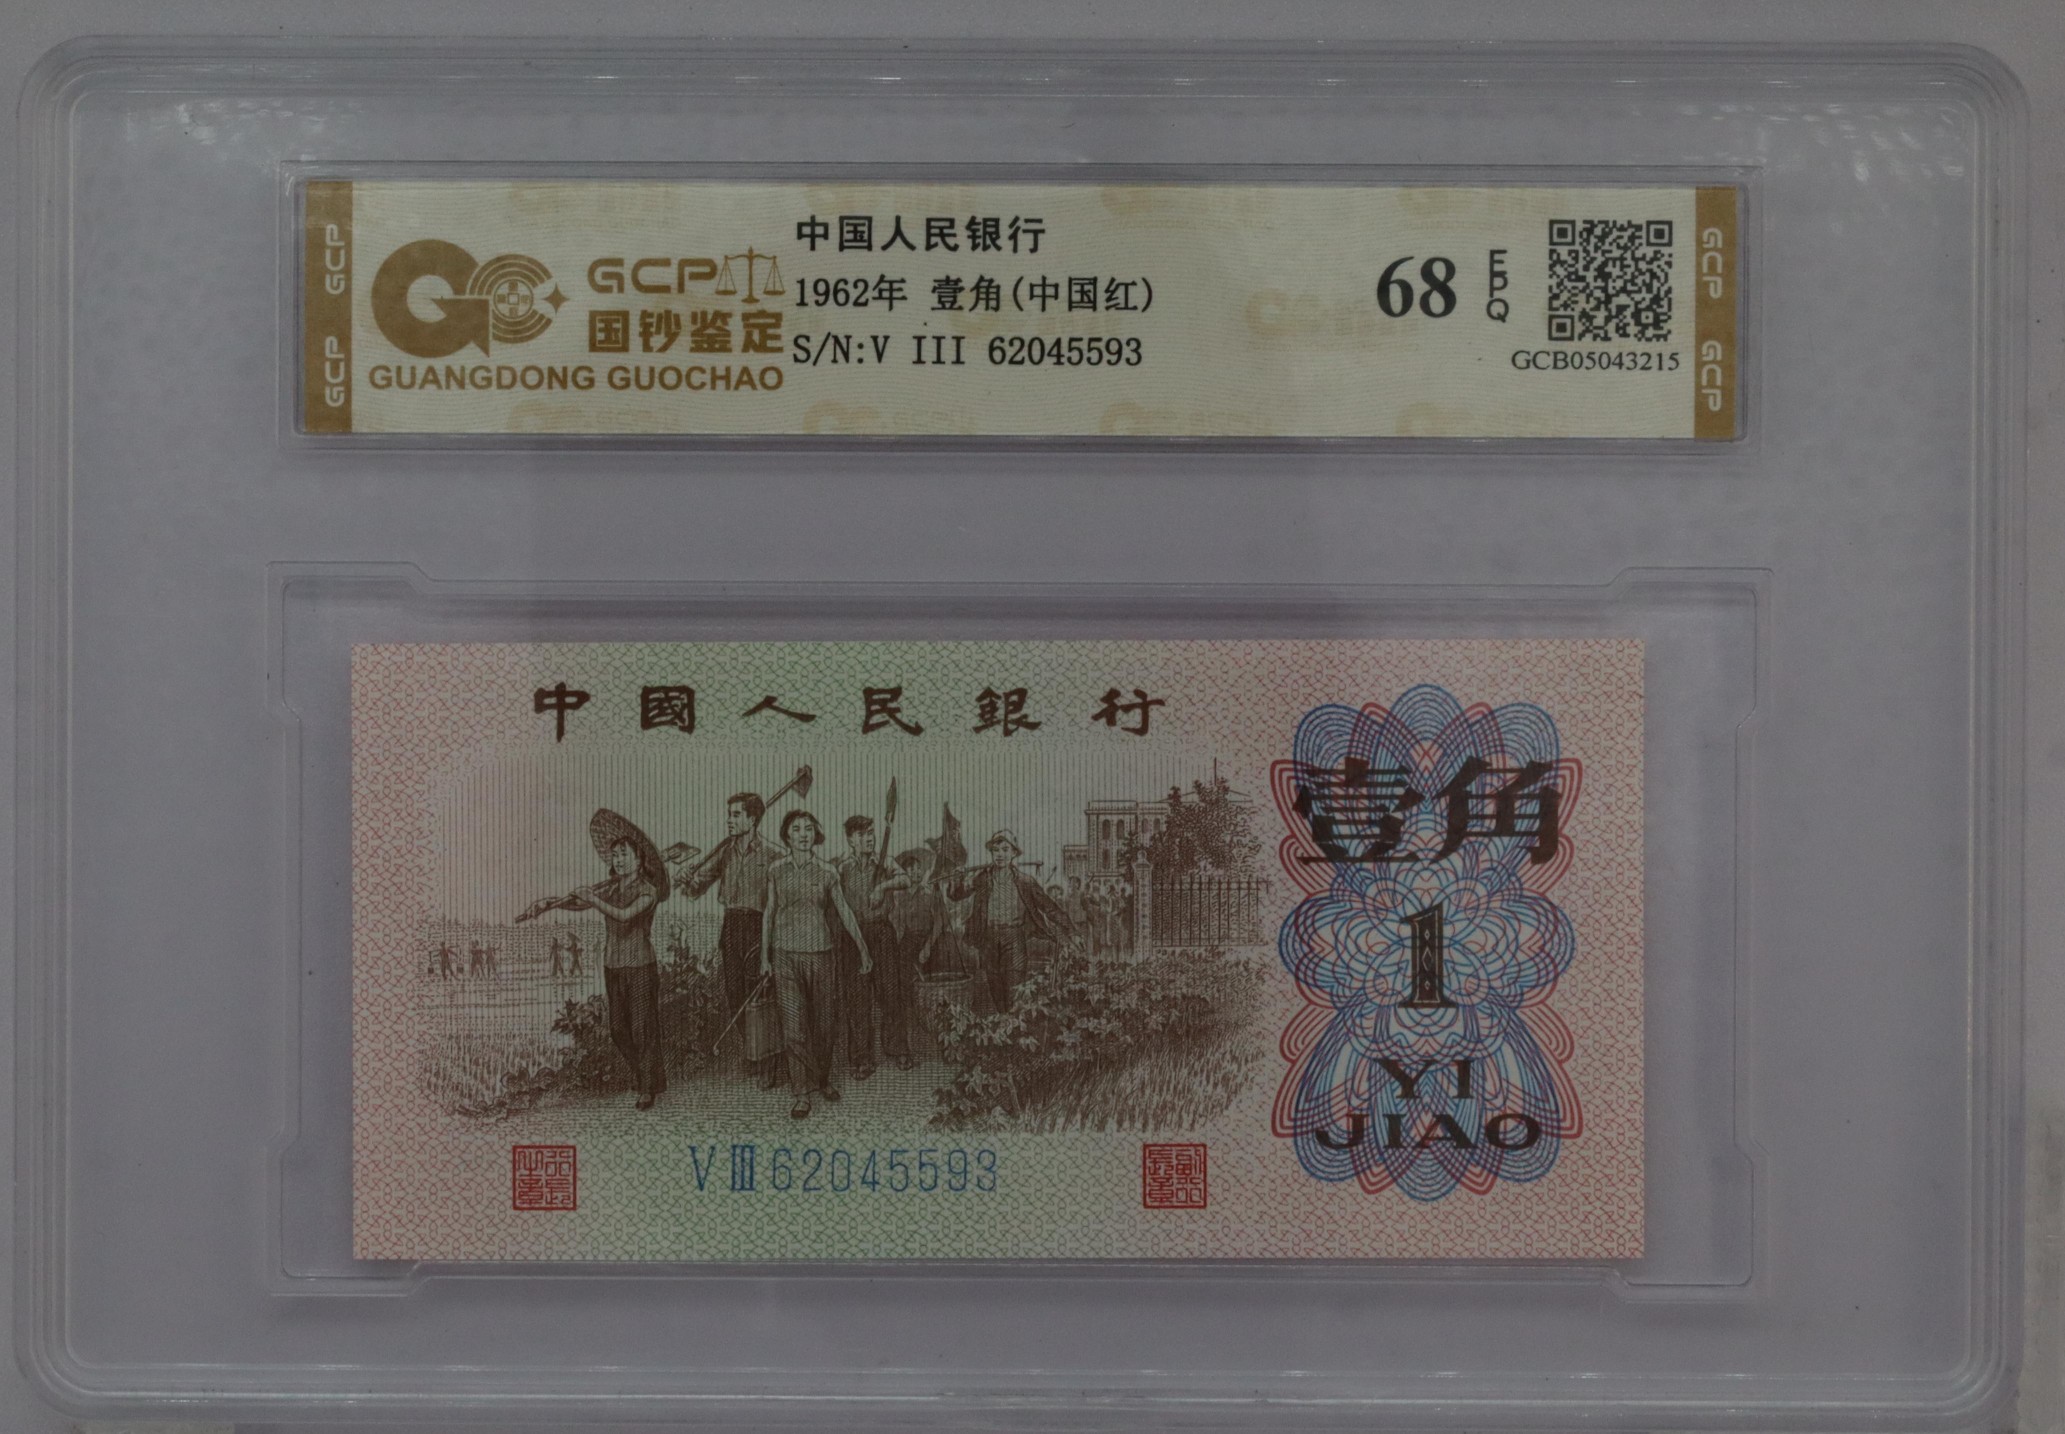 GCP
GCP
GCP
国钞鉴定
GUANGDONG GUOCHAO
中国人民银行
1962年 壹角(中国红)
S/N:V III 62045593
68
EPQ
GCB05043215
GCP
GCP
中國人民銀行
壹角
1
YI
JIAO
VIII62045593